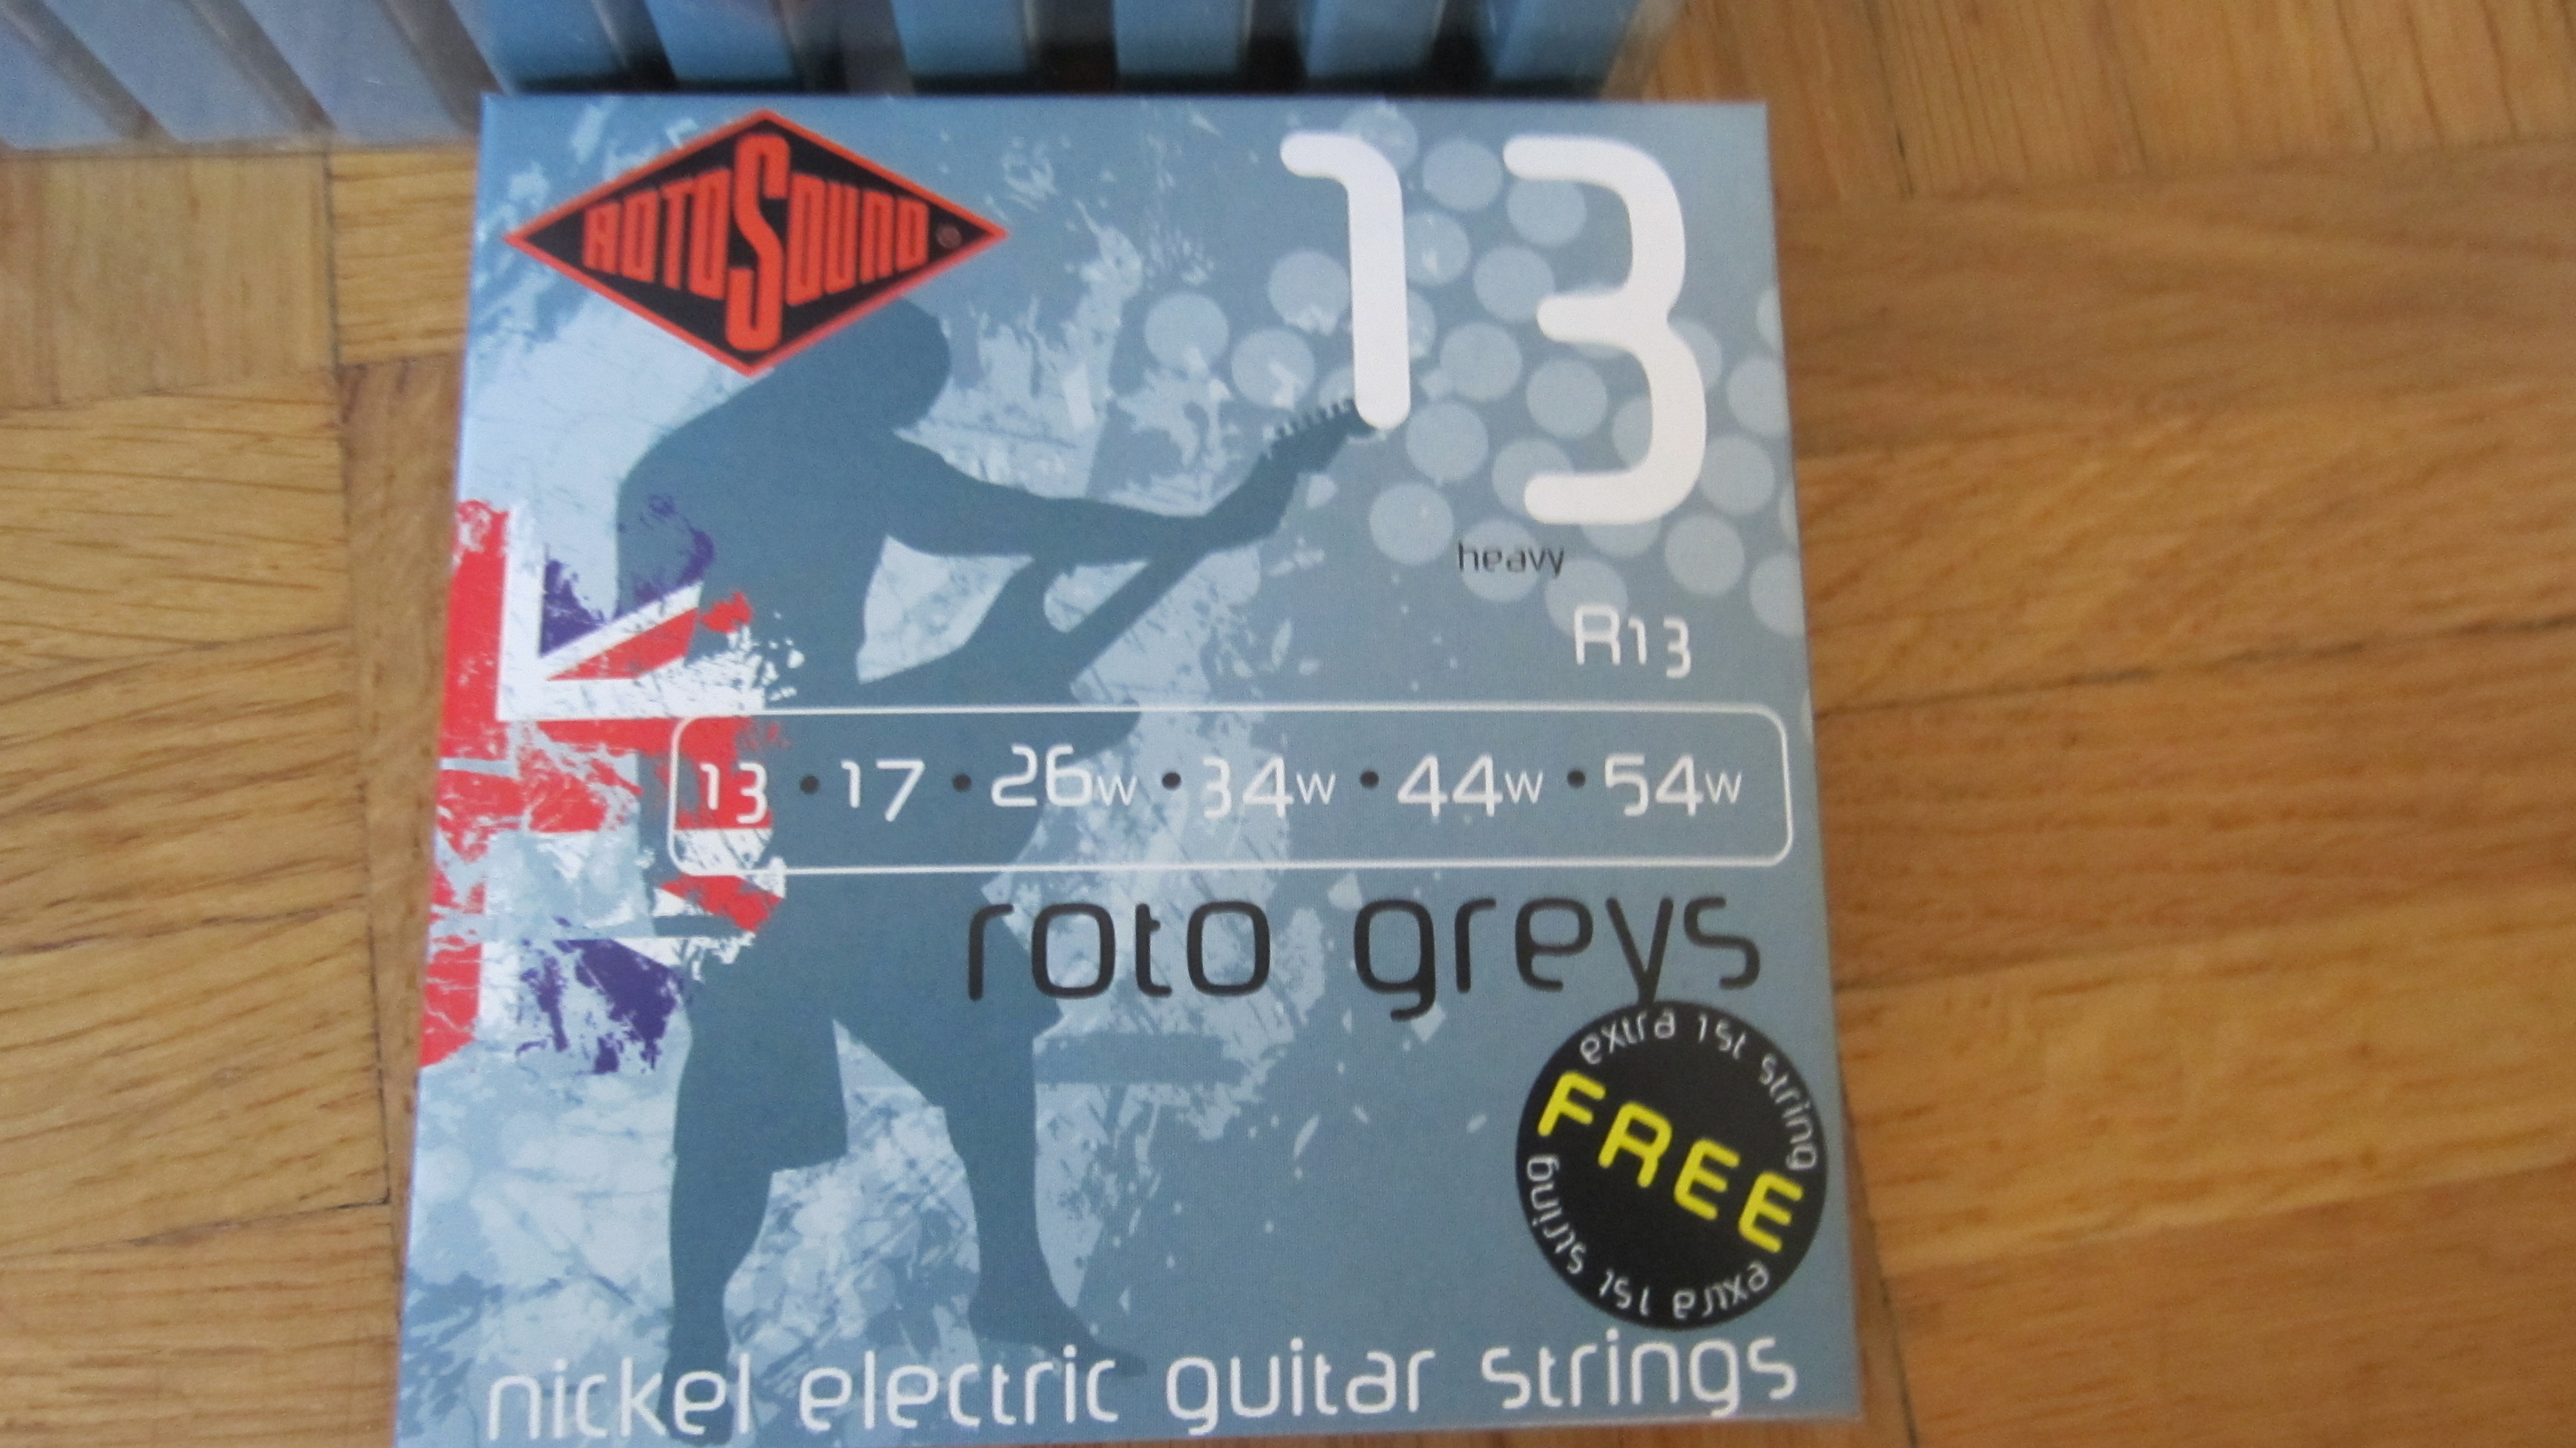 ROTOSOUND
13
heavy
R13
13 • 17 • 26w • 34w • 44w • 54w
roto greys
extra 1st string
FREE
extra 1st string
nickel electric guitar strings